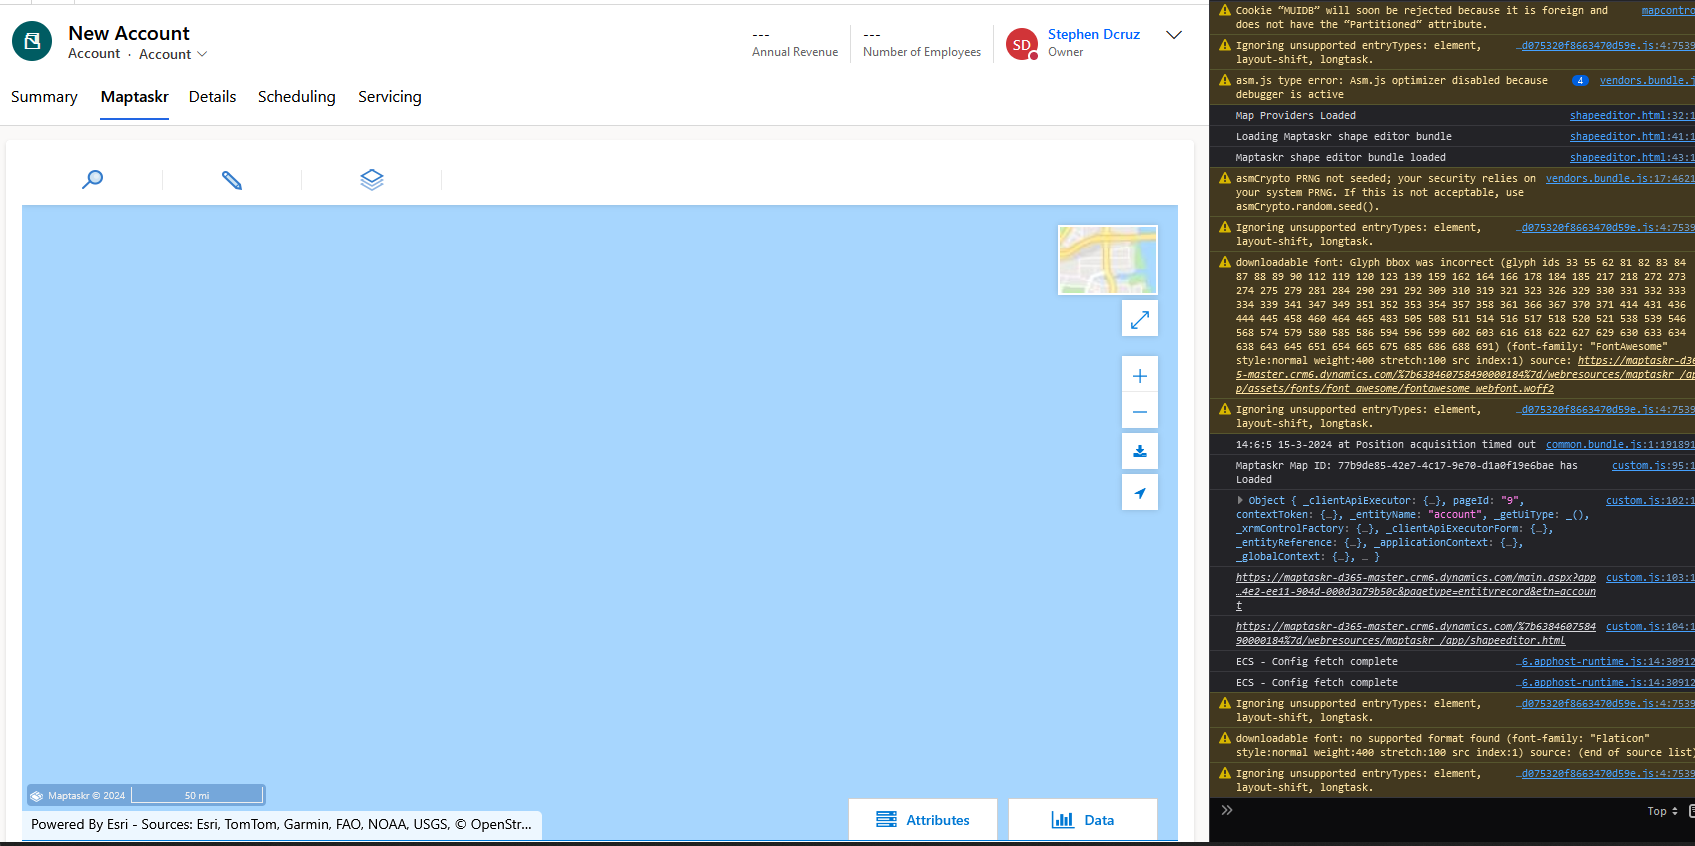 New Account
Account · Account
---
Annual Revenue
---
Number of Employees
SD
Stephen Dcruz
Owner
Summary
Maptaskr
Details
Scheduling
Servicing
Maptaskr © 2024
50 mi
Powered By Esri - Sources: Esri, TomTom, Garmin, FAO, NOAA, USGS, © OpenStr...
Attributes
Data
Cookie “MUIDB” will soon be rejected because it is foreign and mapcontro
does not have the “Partitioned” attribute.
Ignoring unsupported entryTypes: element, …d075320f8663470d59e.js:4:7539
layout-shift, longtask.
asm.js type error: Asm.js optimizer disabled because 4 vendors.bundle.j
debugger is active
Map Providers Loaded shapeeditor.html:32:1
Loading Maptaskr shape editor bundle shapeeditor.html:41:1
Maptaskr shape editor bundle loaded shapeeditor.html:43:1
asmCrypto PRNG not seeded; your security relies on vendors.bundle.js:17:4621
your system PRNG. If this is not acceptable, use
asmCrypto.random.seed().
Ignoring unsupported entryTypes: element, …d075320f8663470d59e.js:4:7539
layout-shift, longtask.
downloadable font: Glyph bbox was incorrect (glyph ids 33 55 62 81 82 83 84
87 88 89 90 112 119 120 123 139 159 162 164 166 178 184 185 217 218 272 273
274 275 279 281 284 290 291 292 309 310 319 321 323 326 329 330 331 332 333
334 339 341 347 349 351 352 353 354 357 358 361 366 367 370 371 414 431 436
444 445 458 460 464 465 483 505 508 511 514 516 517 518 520 521 538 539 546
568 574 579 580 585 586 594 596 599 602 603 616 618 622 627 629 630 633 634
638 643 645 651 654 665 675 685 686 688 691) (font-family: "FontAwesome"
style:normal weight:400 stretch:100 src index:1) source: https://maptaskr-d36
5-master.crm6.dynamics.com/%7b638460758490000184%7d/webresources/maptaskr_/ap
p/assets/fonts/font_awesome/fontawesome_webfont.woff2
Ignoring unsupported entryTypes: element, …d075320f8663470d59e.js:4:7539
layout-shift, longtask.
14:6:5 15-3-2024 at Position acquisition timed out common.bundle.js:1:191891
Maptaskr Map ID: 77b9de85-42e7-4c17-9e70-d1a0f19e6bae has custom.js:95:1
Loaded
Object { _clientApiExecutor: {…}, pageId: "9", custom.js:102:1
contextToken: {…}, _entityName: "account", _getUiType: _(),
_xrmControlFactory: {…}, _clientApiExecutorForm: {…},
_entityReference: {…}, _applicationContext: {…},
_globalContext: {…}, … }
https://maptaskr-d365-master.crm6.dynamics.com/main.aspx?app custom.js:103:1
…4e2-ee11-904d-000d3a79b50c&pagetype=entityrecord&etn=accoun
t
https://maptaskr-d365-master.crm6.dynamics.com/%7b6384607584 custom.js:104:1
90000184%7d/webresources/maptaskr_/app/shapeeditor.html
ECS - Config fetch complete …6.apphost-runtime.js:14:30912
ECS - Config fetch complete …6.apphost-runtime.js:14:30912
Ignoring unsupported entryTypes: element, …d075320f8663470d59e.js:4:7539
layout-shift, longtask.
downloadable font: no supported format found (font-family: "Flaticon"
style:normal weight:400 stretch:100 src index:1) source: (end of source list)
Ignoring unsupported entryTypes: element, …d075320f8663470d59e.js:4:7539
layout-shift, longtask.
Top